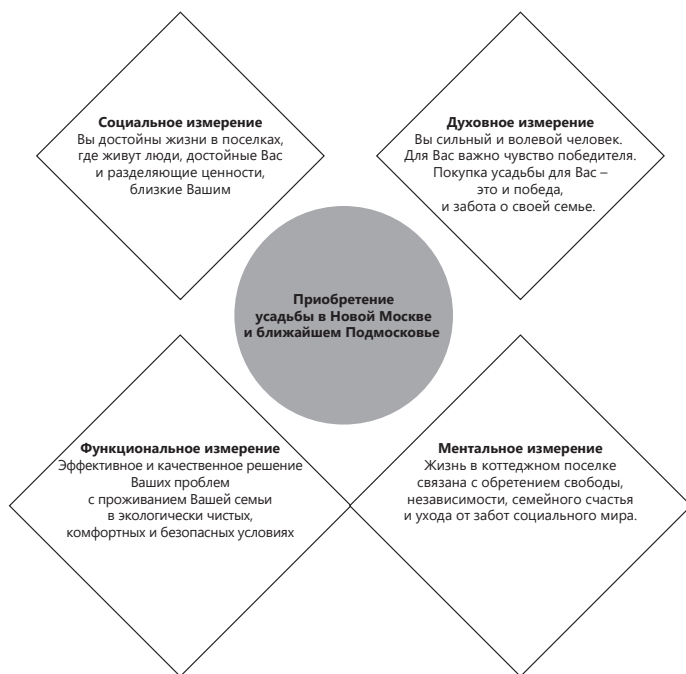 Социальное измерение
Вы достойны жизни в поселках,
где живут люди, достойные Вас
и разделяющие ценности,
близкие Вашим
Духовное измерение
Вы сильный и волевой человек.
Для Вас важно чувство победителя.
Покупка усадьбы для Вас –
это и победа,
и забота о своей семье.
Приобретение
усадьбы в Новой Москве
и ближайшем Подмосковье
Функциональное измерение
Эффективное и качественное решение
Ваших проблем
с проживанием Вашей семьи
в экологически чистых,
комфортных и безопасных условиях
Ментальное измерение
Жизнь в коттеджном поселке
связана с обретением свободы,
независимости, семейного счастья
и ухода от забот социального мира.